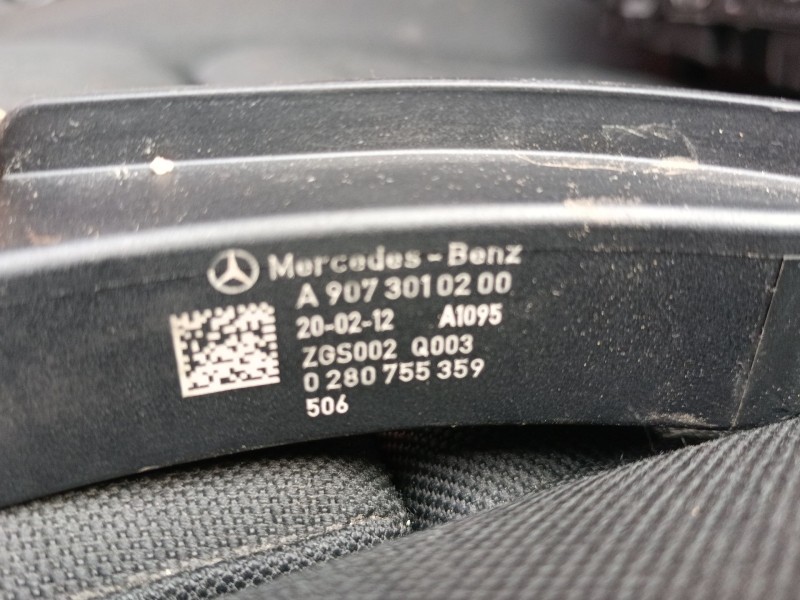 Mercedes-Benz
A 907 301 02 00
20-02-12 A1095
ZGS002 Q003
0 280 755 359
506